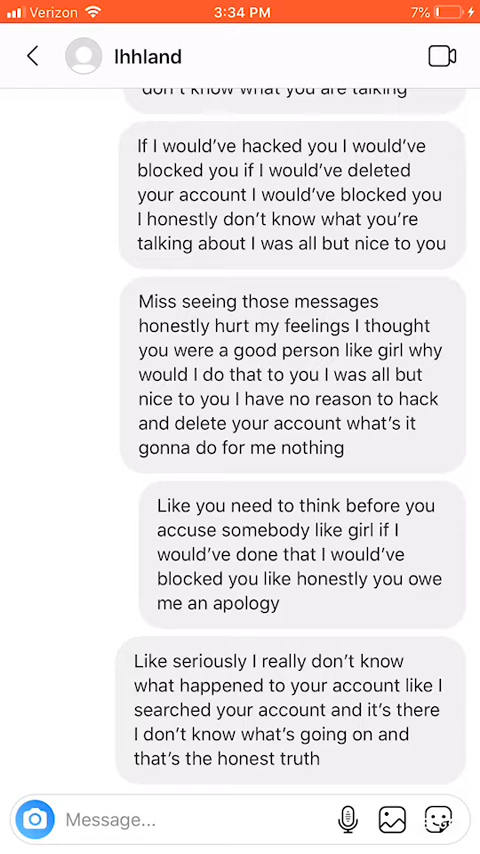 Verizon 3:34 PM 7%
lhhland
don't know what you are talking
If I would've hacked you I would've
blocked you if I would've deleted
your account I would've blocked you
I honestly don't know what you're
talking about I was all but nice to you
Miss seeing those messages
honestly hurt my feelings I thought
you were a good person like girl why
would I do that to you I was all but
nice to you I have no reason to hack
and delete your account what's it
gonna do for me nothing
Like you need to think before you
accuse somebody like girl if I
would've done that I would've
blocked you like honestly you owe
me an apology
Like seriously I really don't know
what happened to your account like I
searched your account and it's there
I don't know what's going on and
that's the honest truth
Message...